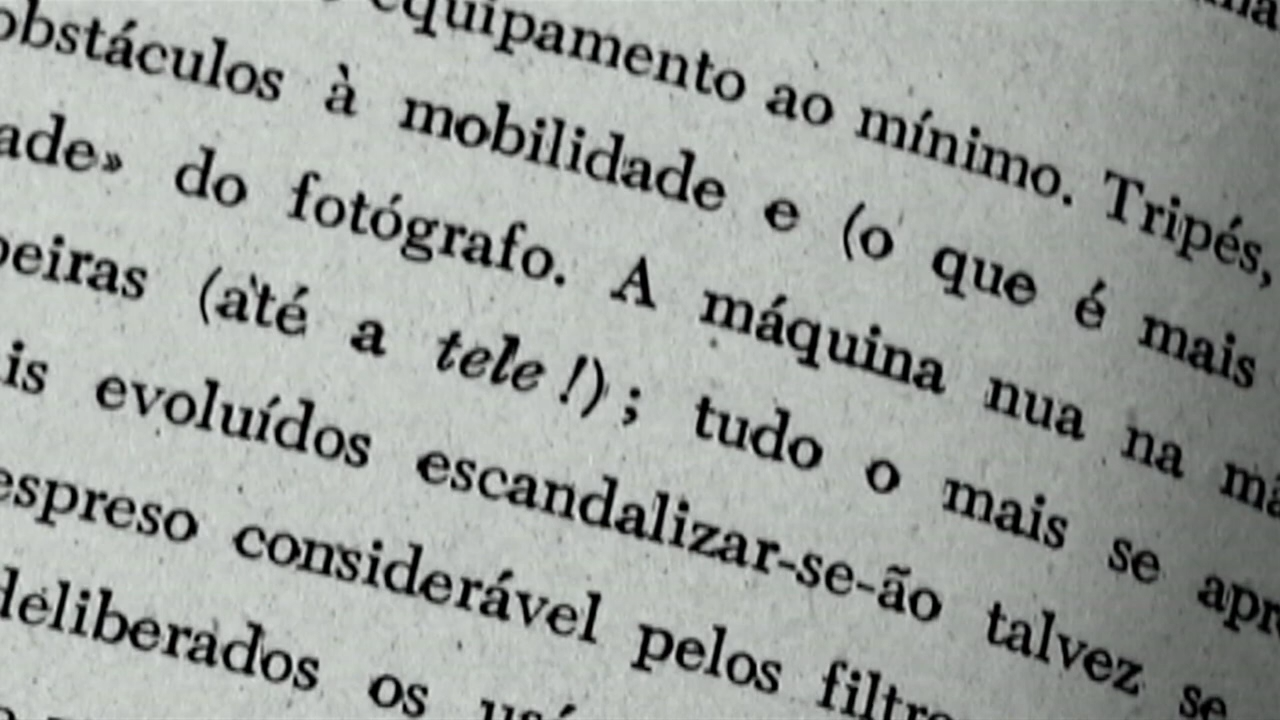 equipamento ao mínimo. Tripés,
obstáculos à mobilidade e (o que é mais
ade» do fotógrafo. A máquina nua na
eiras (até a tele!); tudo o mais se
is evoluídos escandalizar-se-ão talvez se
espreso considerável pelos
deliberados os